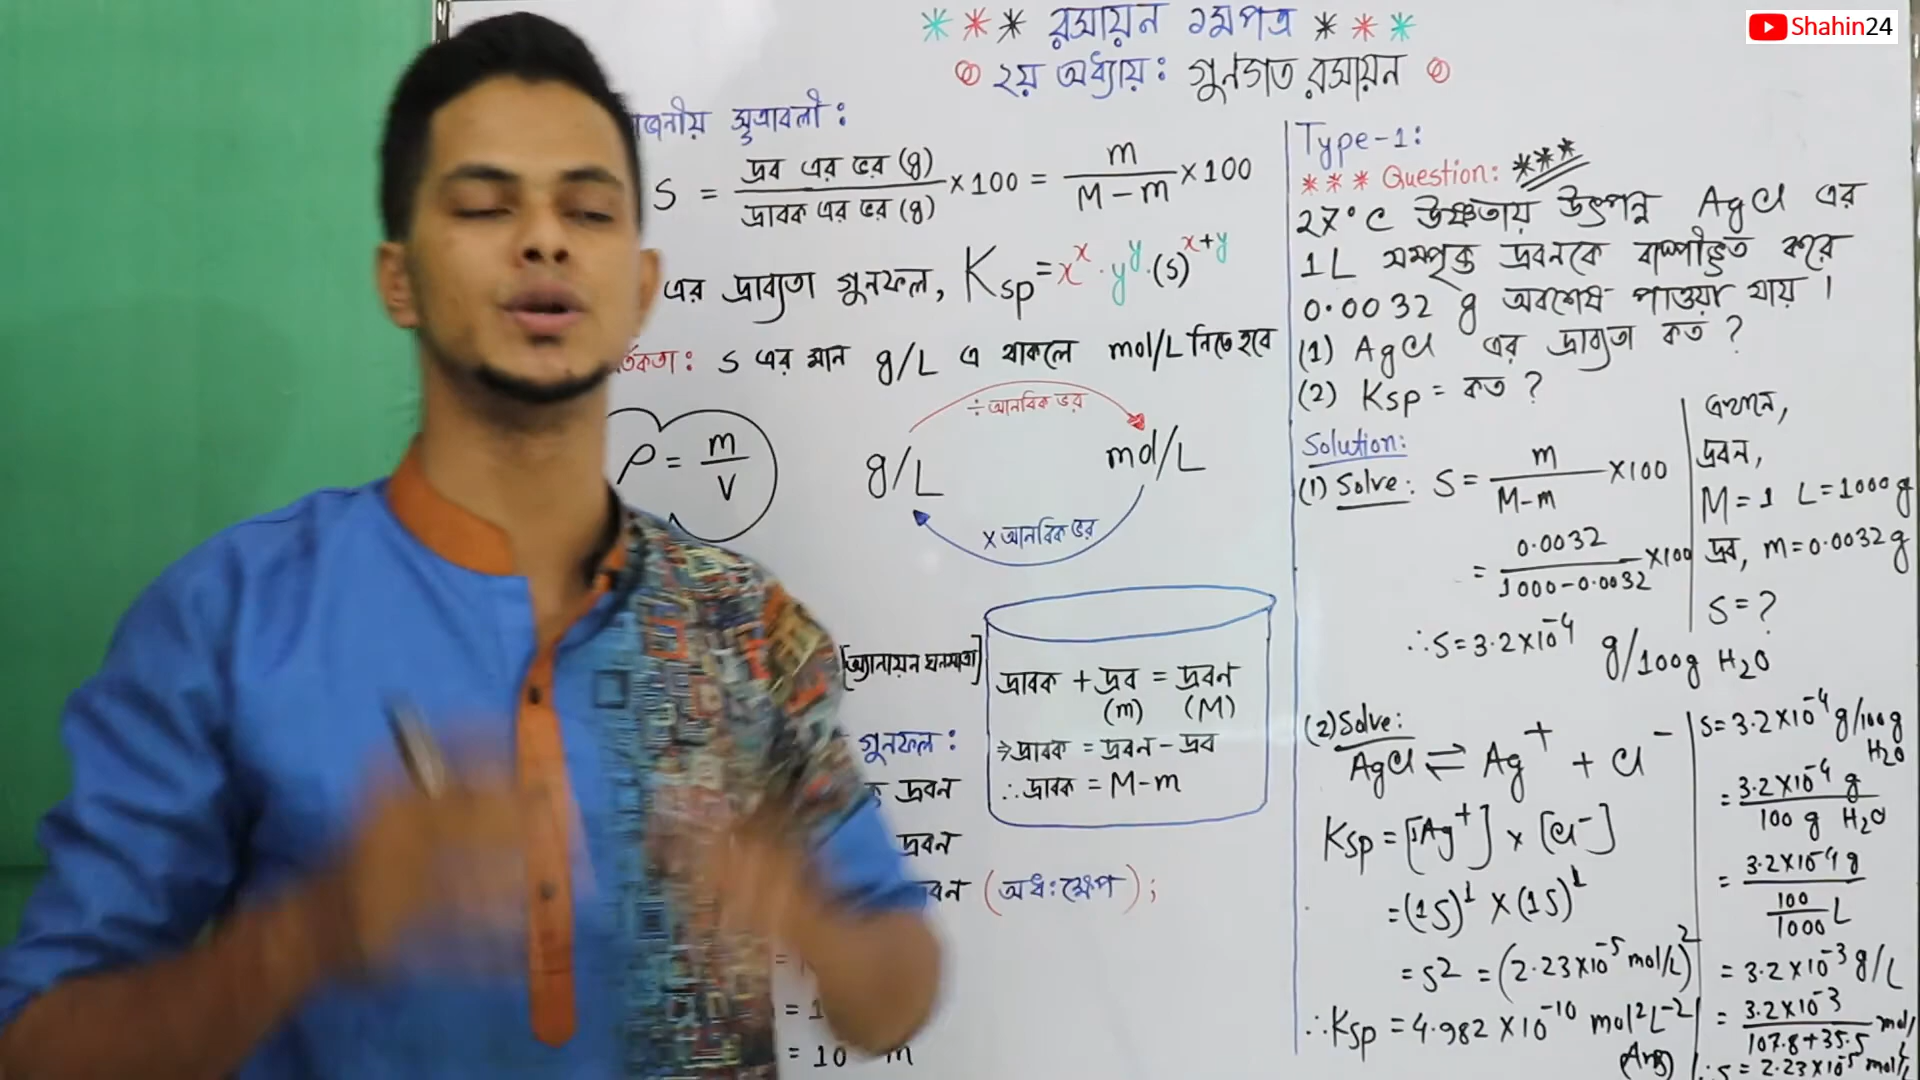 Shahin24
* * * রসায়ন ১মপত্র * * *
২য় অধ্যায়: গুনগত রসায়ন
সূত্রাবলী:
S = দ্রব এর ভর (g) / দ্রাবক এর ভর (g) ×100 = m / M-m ×100
এর দ্রাব্যতা গুনফল, Ksp = x^x · y^y · (s)^x+y
S এর মান g/L এ থাকলে mol/L নিতে হবে
÷ আনবিক ভর
ρ = m / V
g/L mol/L
× আনবিক ভর
দ্রাবক + দ্রব = দ্রবন
(m) (M)
⇒ দ্রাবক = দ্রবন - দ্রব
∴ দ্রাবক = M-m
গুনফল:
দ্রবন
দ্রবন
(অধঃক্ষেপ);
= 1
= 10 m
Type-1:
* * * Question: ***
27°C উষ্ণতায় উৎপন্ন AgCl এর
1L সম্পৃক্ত দ্রবনকে বাষ্পীভুত করে
0.0032 g অবশেষ পাওয়া যায়।
(1) AgCl এর দ্রাব্যতা কত?
(2) Ksp = কত?
Solution:
(1) Solve: S = m / M-m ×100
= 0.0032 / 1000-0.0032 ×100
∴ S = 3.2×10^-4 g/100g H2O
এখানে,
দ্রবন,
M = 1 L = 1000 g
দ্রব, m = 0.0032 g
S = ?
(2) Solve:
AgCl ⇌ Ag^+ + Cl^-
Ksp = [Ag^+] × [Cl^-]
= (1S)^1 × (1S)^1
= S^2 = (2.23×10^-5 mol/L)^2
∴ Ksp = 4.982 × 10^-10 mol^2 L^-2
(Ans)
S = 3.2×10^-4 g/100g H2O
= 3.2×10^-4 g / 100 g H2O
= 3.2×10^-4 g / 100/1000 L
= 3.2×10^-3 g/L
= 3.2×10^-3 / 107.8+35.5 mol/L
∴ S = 2.23×10^-5 mol/L